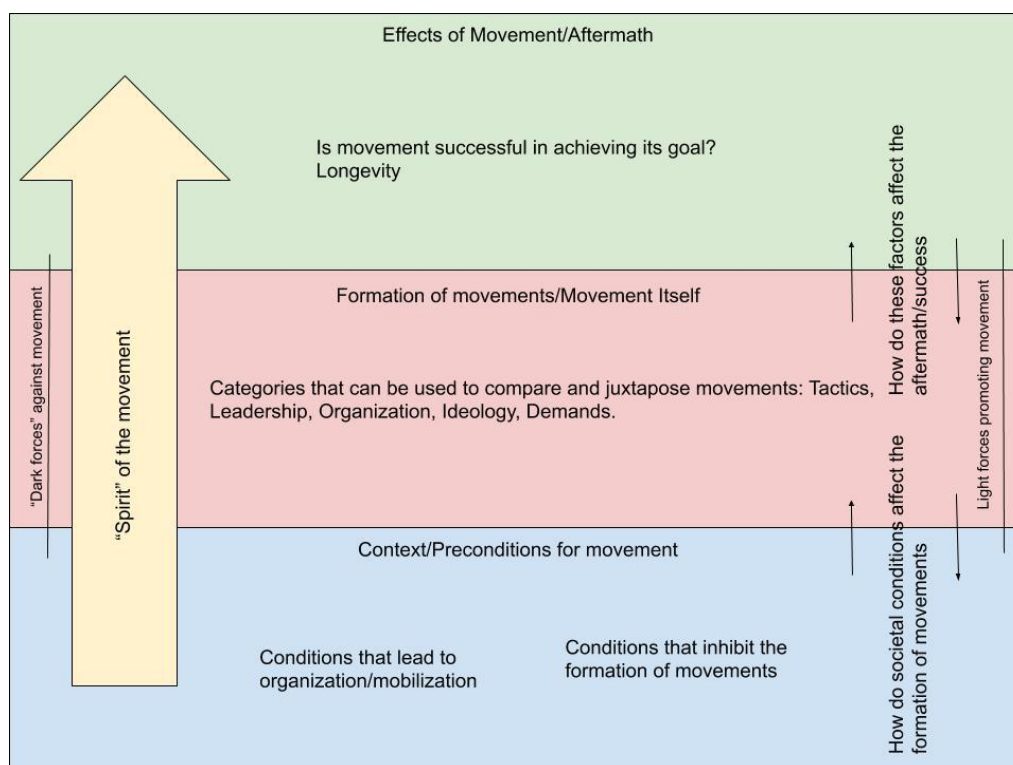 Effects of Movement/Aftermath
Is movement successful in achieving its goal?
Longevity
How do these factors affect the
aftermath/success
Formation of movements/Movement Itself
"Dark forces" against movement
"Spirit" of the movement
Categories that can be used to compare and juxtapose movements: Tactics,
Leadership, Organization, Ideology, Demands.
Light forces promoting movement
Context/Preconditions for movement
Conditions that lead to
organization/mobilization
Conditions that inhibit the
formation of movements
How do societal conditions affect the
formation of movements